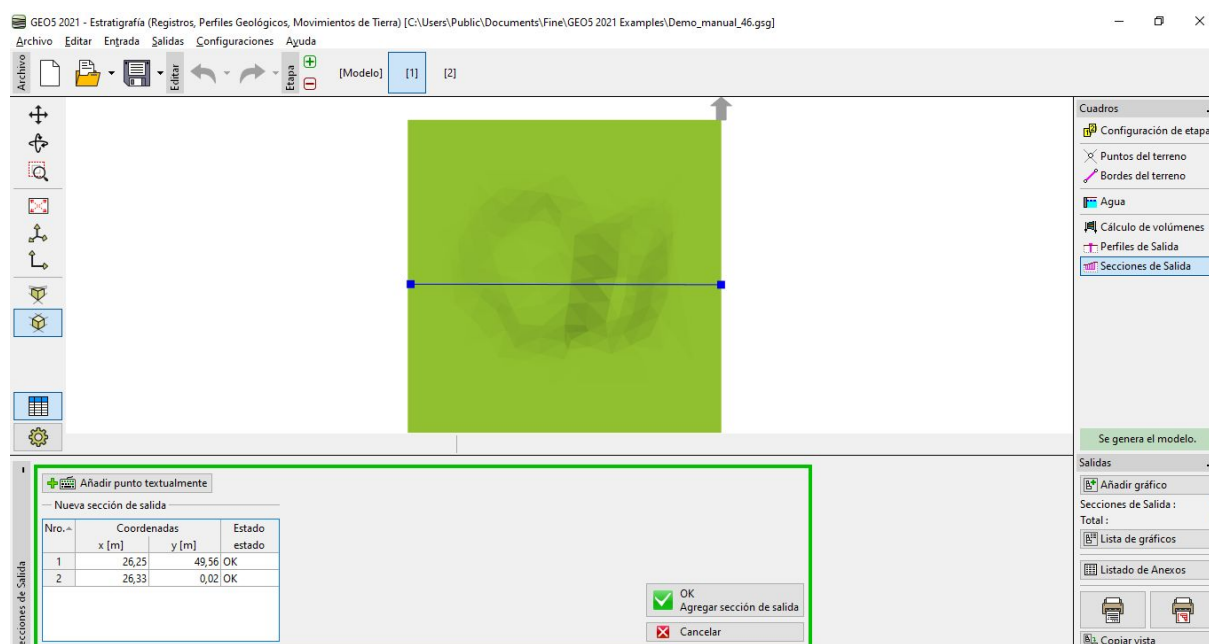 GEO5 2021 - Estratigrafía (Registros, Perfiles Geológicos, Movimientos de Tierra) [C:\Users\Public\Documents\Fine\GEO5 2021 Examples\Demo_manual_46.gsg]
Archivo Editar Entrada Salidas Configuraciones Ayuda
Archivo
Editar
Etapa
[Modelo] [1] [2]
Cuadros
Configuración de etapa
Puntos del terreno
Bordes del terreno
Agua
Cálculo de volúmenes
Perfiles de Salida
Secciones de Salida
Se genera el modelo.
Añadir punto textualmente
Nueva sección de salida
Nro. Coordenadas Estado
x [m] y [m] estado
1 26,25 49,56 OK
2 26,33 0,02 OK
OK
Agregar sección de salida
Cancelar
ecciones de Salida
Salidas
Añadir gráfico
Secciones de Salida :
Total :
Lista de gráficos
Listado de Anexos
Copiar vista